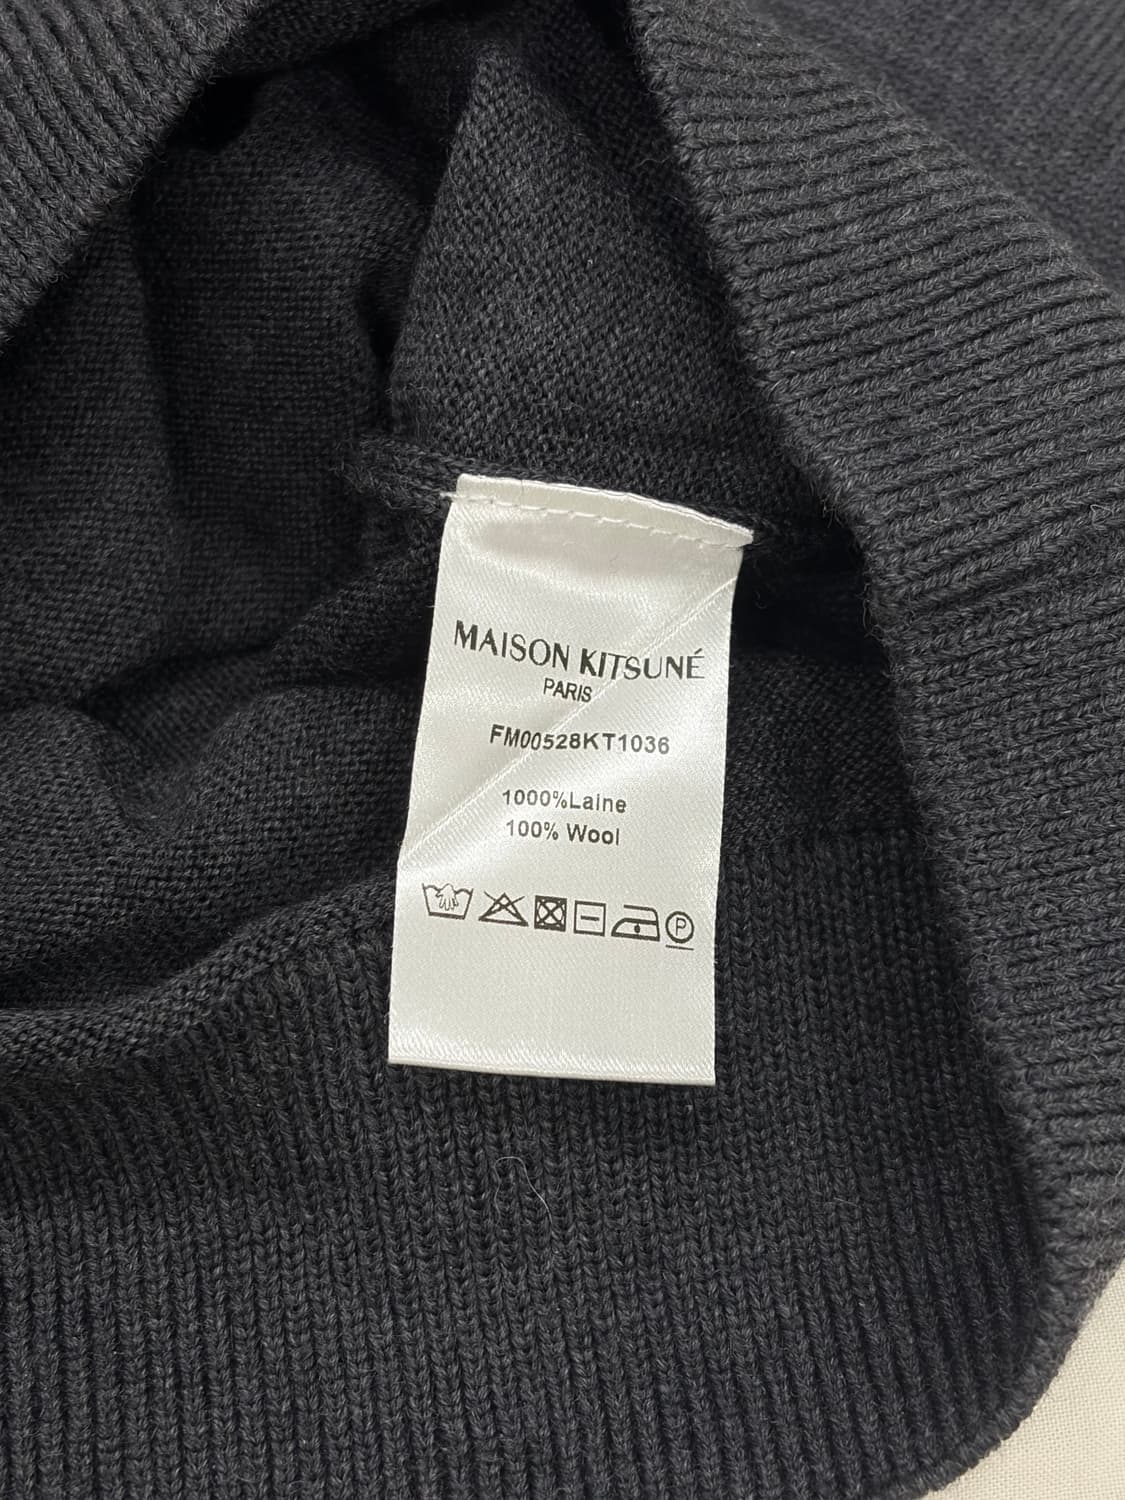 MAISON KITSUNÉ
PARIS
FM00528KT1036
1000%Laine
100% Wool
P